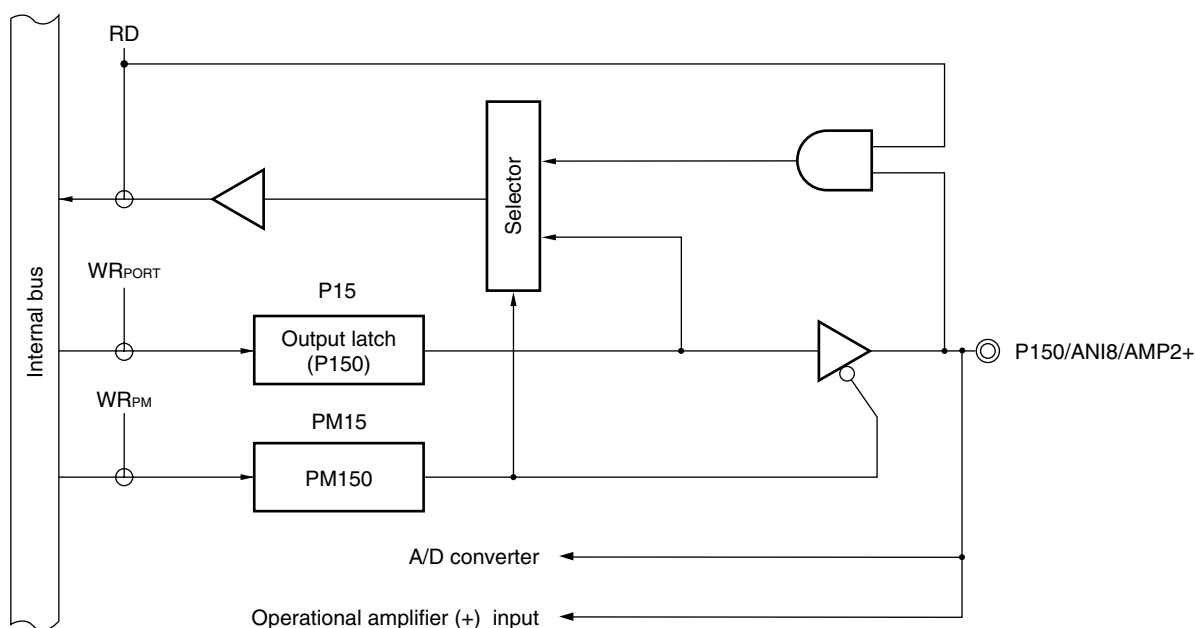 RD
Selector
Internal bus
WRPORT
P15
Output latch
(P150)
P150/ANI8/AMP2+
WRPM
PM15
PM150
A/D converter
Operational amplifier (+) input